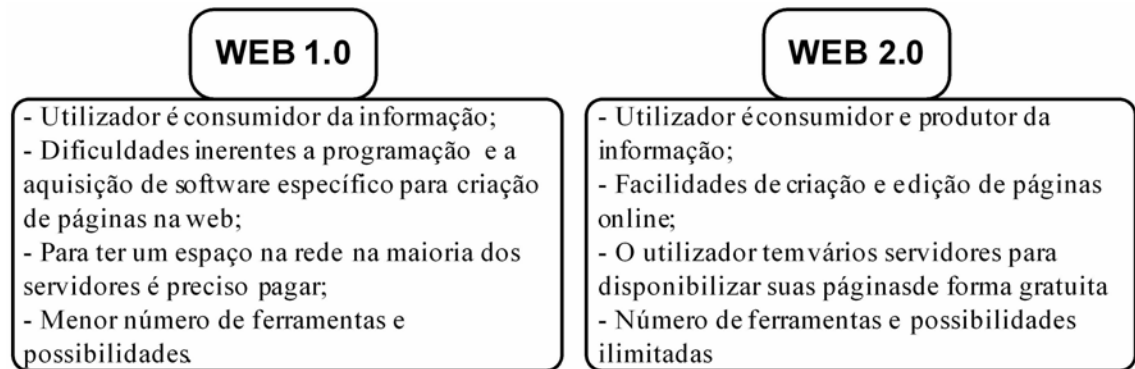 WEB 1.0
- Utilizador é consumidor da informação;
- Dificuldades inerentes a programação e a
aquisição de software específico para criação
de páginas na web;
- Para ter um espaço na rede na maioria dos
servidores é preciso pagar;
- Menor número de ferramentas e
possibilidades.
WEB 2.0
- Utilizador éconsumidor e produtor da
informação;
- Facilidades de criação e edição de páginas
online;
- O utilizador temvários servidores para
disponibilizar suas páginasde forma gratuita
- Número de ferramentas e possibilidades
ilimitadas